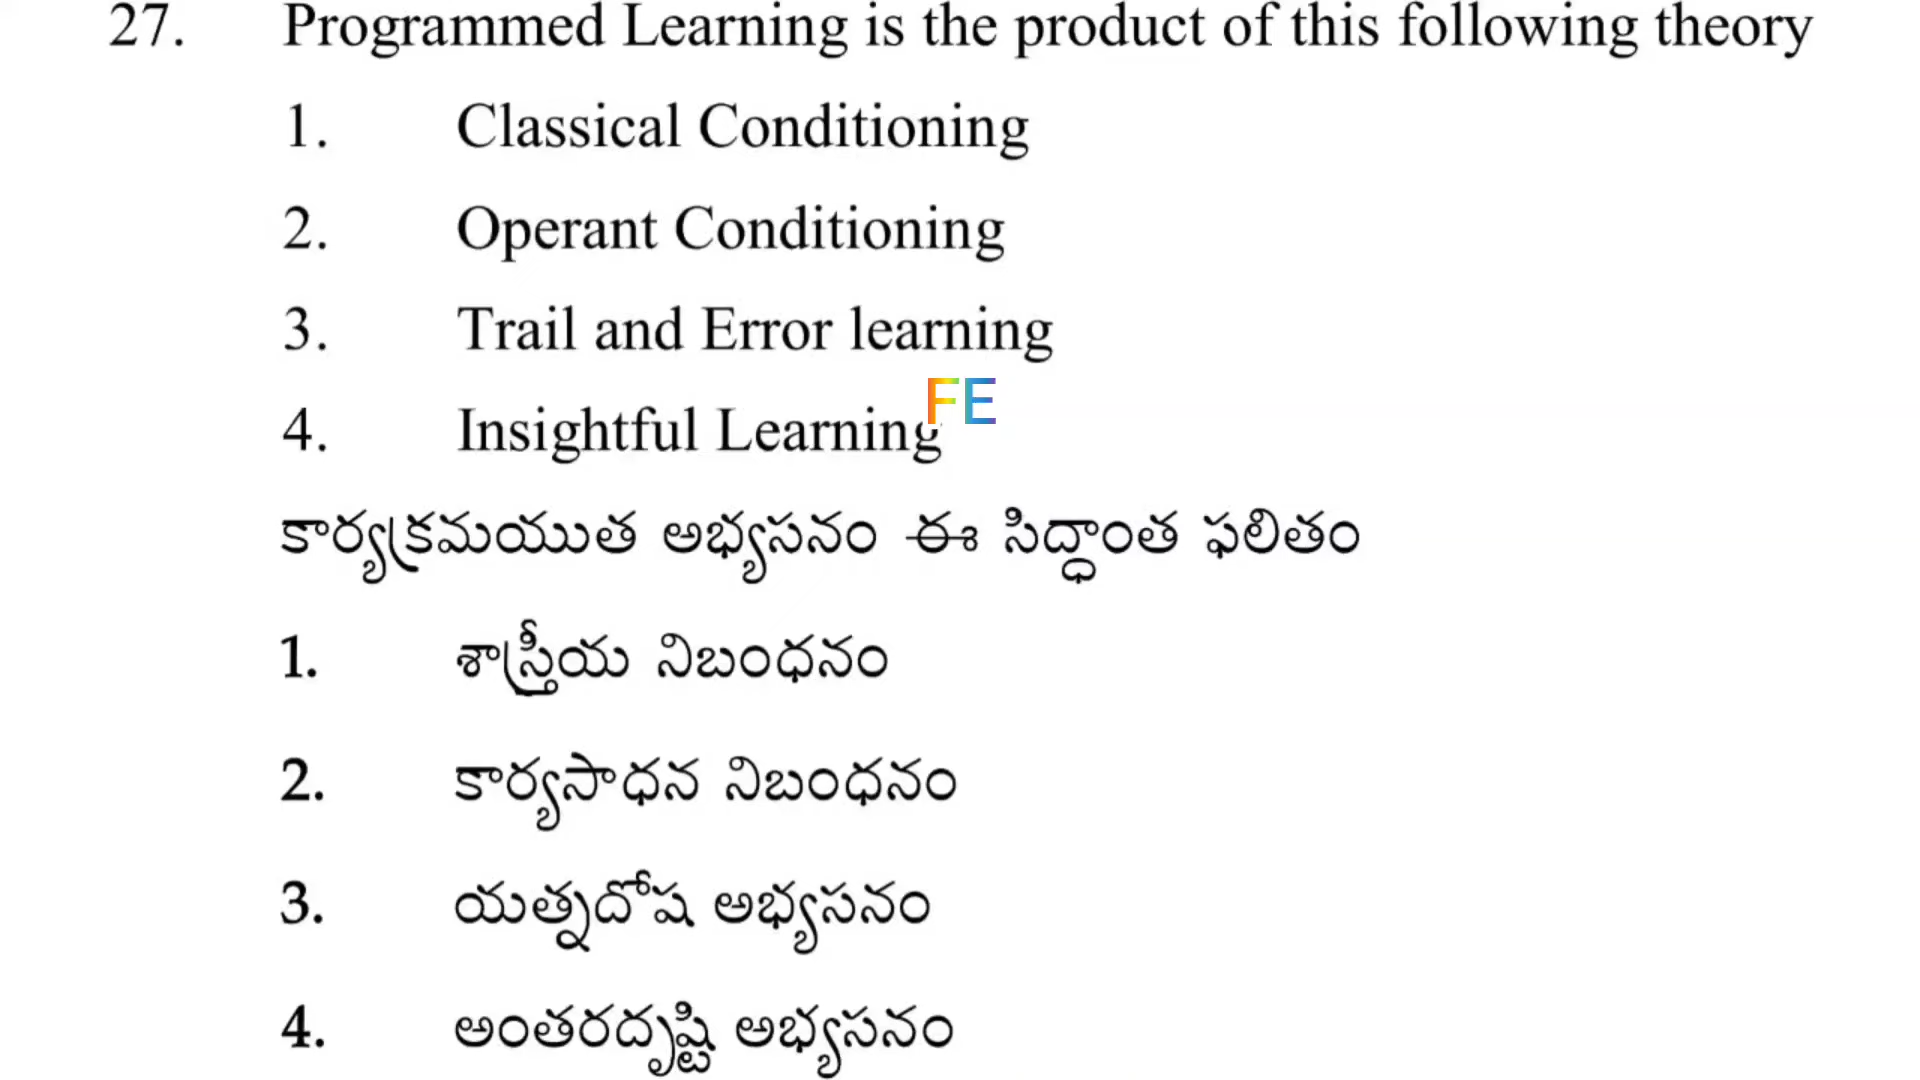 27. Programmed Learning is the product of this following theory
1. Classical Conditioning
2. Operant Conditioning
3. Trail and Error learning
FE
4. Insightful Learning
కార్యక్రమయుత అభ్యసనం ఈ సిద్ధాంత ఫలితం
1. శాస్త్రీయ నిబంధనం
2. కార్యసాధన నిబంధనం
3. యత్నదోష అభ్యసనం
4. అంతరదృష్టి అభ్యసనం